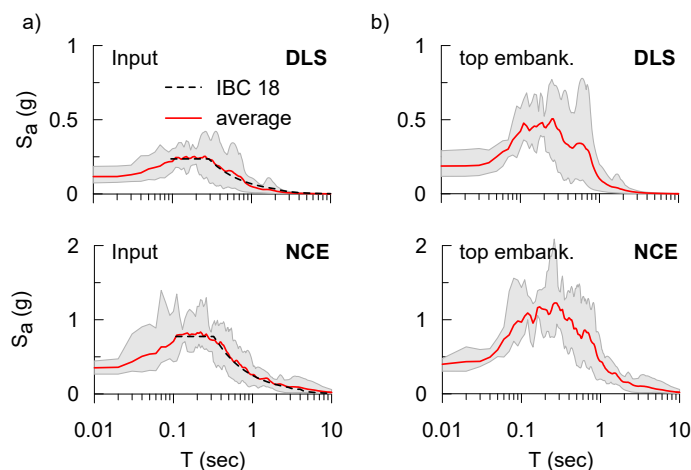 a)
b)
1
Input
DLS
IBC 18
average
0.5
0
Sa (g)
1
top embank.
DLS
0.5
0
2
Input
NCE
1
0
Sa (g)
0.01
0.1
1
10
T (sec)
2
top embank.
NCE
1
0
0.01
0.1
1
10
T (sec)